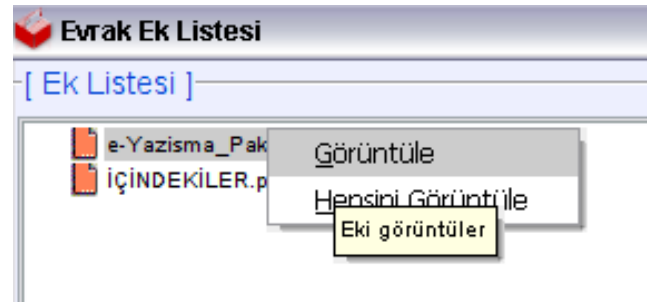 Evrak Ek Listesi
[ Ek Listesi ]
e-Yazisma_Pak
İÇİNDEKİLER.p
Görüntüle
Hepsini Görüntüle
Eki görüntüler